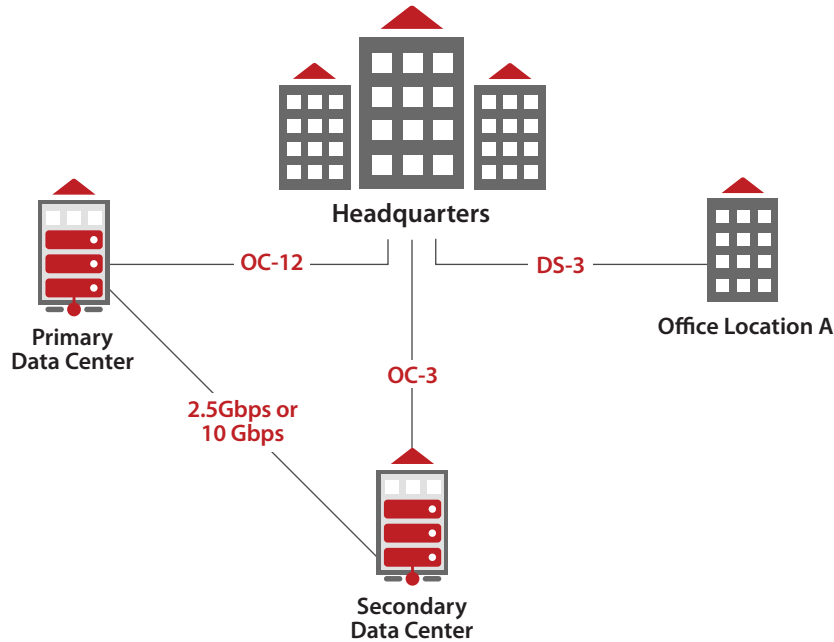 Headquarters
OC-12
DS-3
Primary
Data Center
Office Location A
OC-3
2.5Gbps or
10 Gbps
Secondary
Data Center